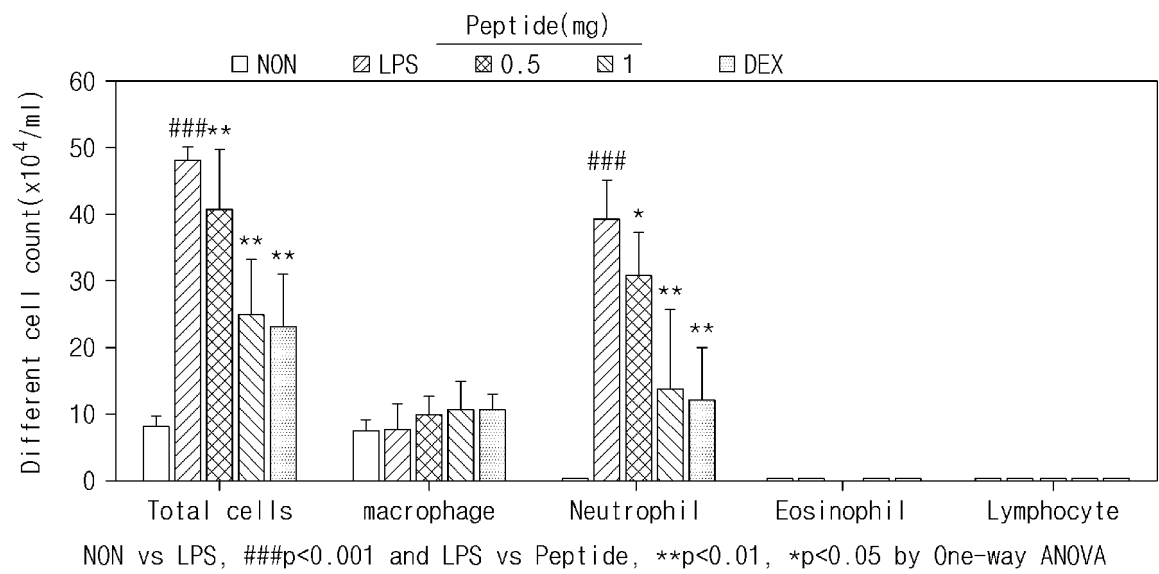 Peptide(mg)
NON LPS 0.5 1 DEX
Different cell count(x10⁴/ml)
60
50
40
30
20
10
0
### **
** **
###
*
**
**
Total cells macrophage Neutrophil Eosinophil Lymphocyte
NON vs LPS, ###p<0.001 and LPS vs Peptide, **p<0.01, *p<0.05 by One-way ANOVA